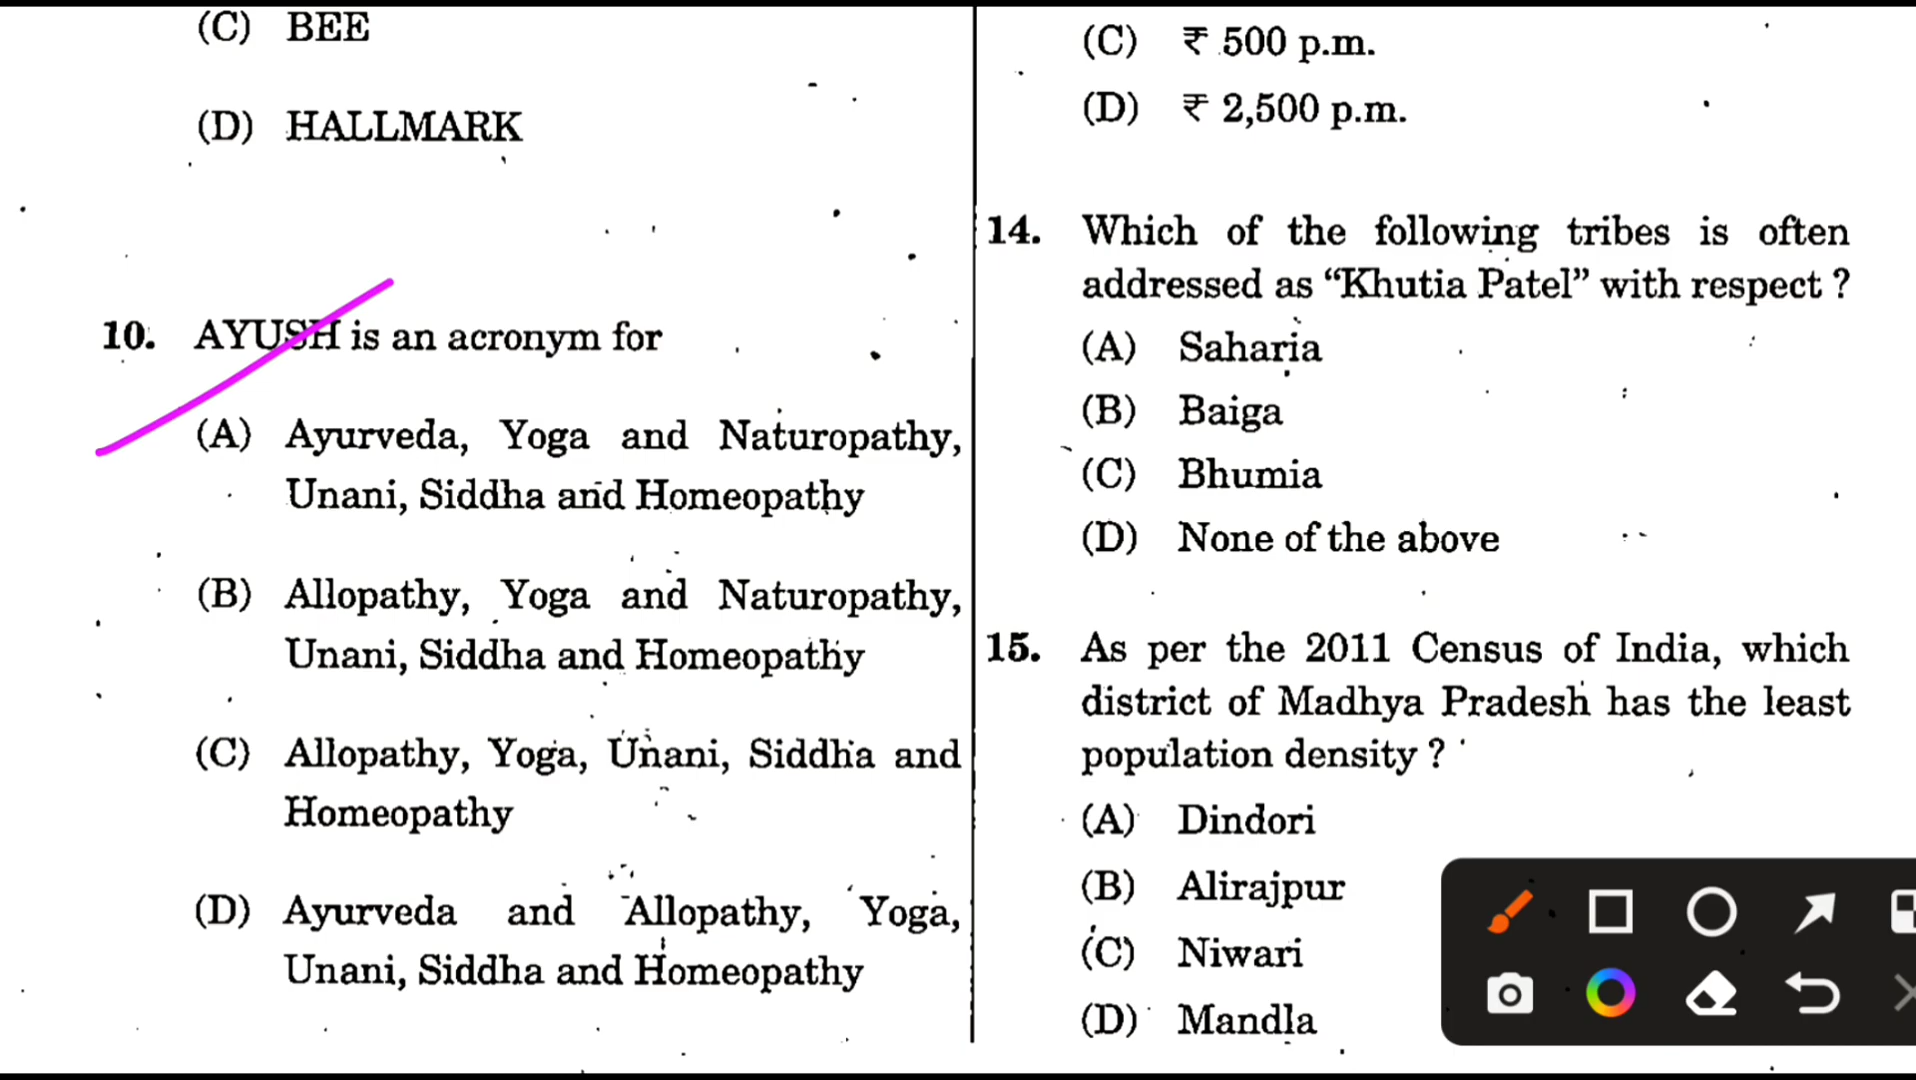 (C) BEE
(D) HALLMARK
10. AYUSH is an acronym for
(A) Ayurveda, Yoga and Naturopathy,
Unani, Siddha and Homeopathy
(B) Allopathy, Yoga and Naturopathy,
Unani, Siddha and Homeopathy
(C) Allopathy, Yoga, Unani, Siddha and
Homeopathy
(D) Ayurveda and Allopathy, Yoga,
Unani, Siddha and Homeopathy
(C) ₹ 500 p.m.
(D) ₹ 2,500 p.m.
14. Which of the following tribes is often
addressed as “Khutia Patel” with respect ?
(A) Saharia
(B) Baiga
(C) Bhumia
(D) None of the above
15. As per the 2011 Census of India, which
district of Madhya Pradesh has the least
population density ?
(A) Dindori
(B) Alirajpur
(C) Niwari
(D) Mandla